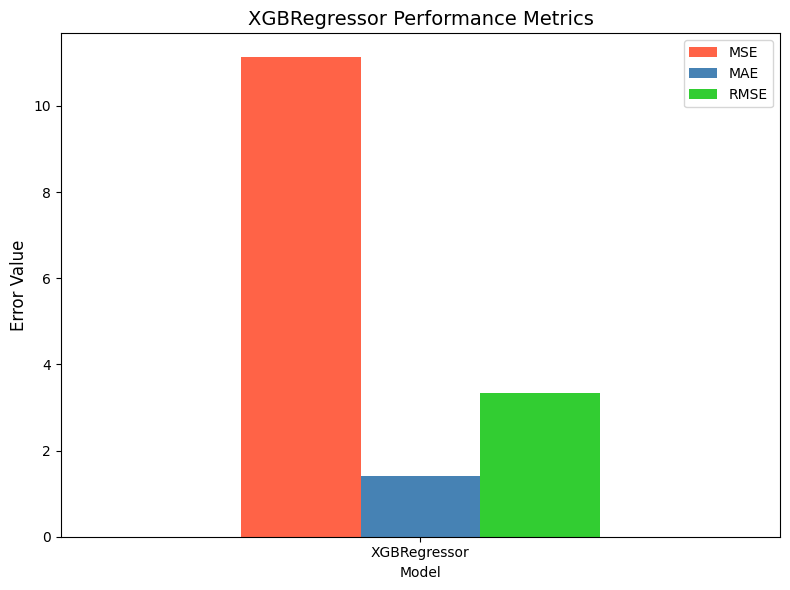 XGBRegressor Performance Metrics
MSE
MAE
RMSE
Error Value
10
8
6
4
2
0
XGBRegressor
Model